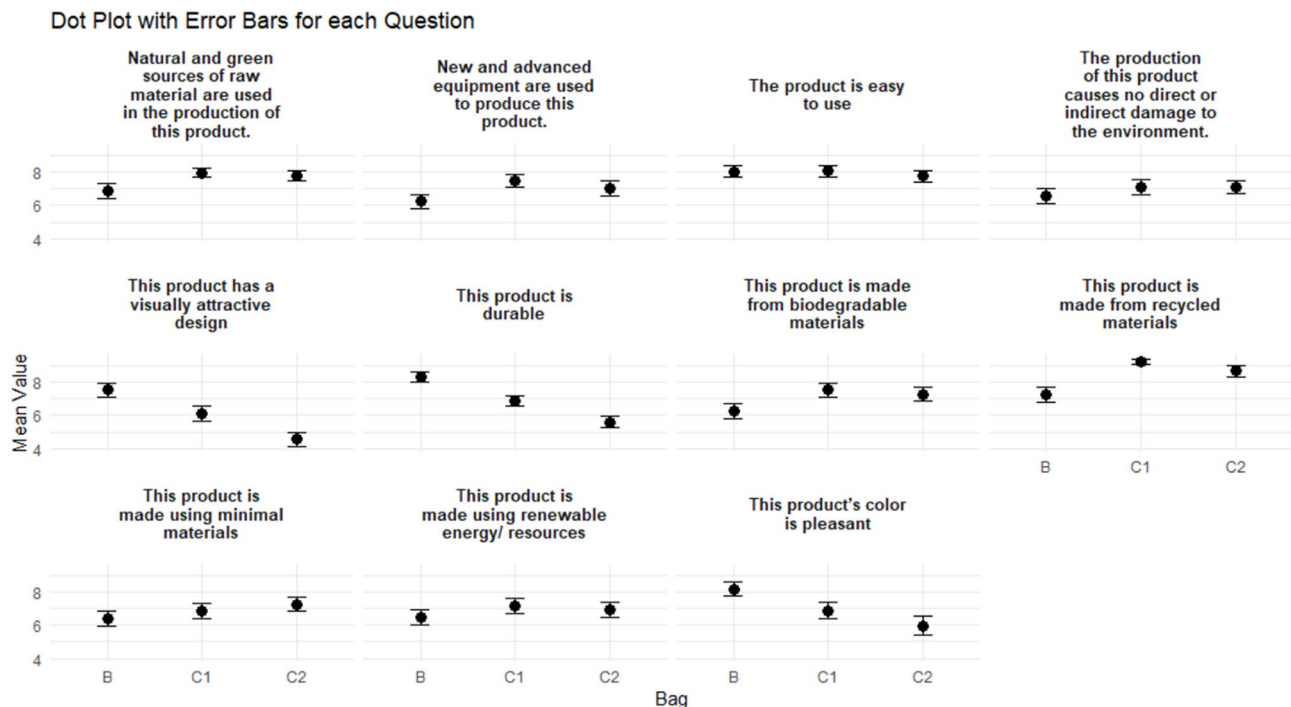 Dot Plot with Error Bars for each Question
Natural and green
sources of raw
material are used
in the production of
this product.
New and advanced
equipment are used
to produce this
product.
The product is easy
to use
The production
of this product
causes no direct or
indirect damage to
the environment.
8
6
4
This product has a
visually attractive
design
This product is
durable
This product is made
from biodegradable
materials
This product is
made from recycled
materials
Mean Value
8
6
4
B C1 C2
This product is
made using minimal
materials
This product is
made using renewable
energy/ resources
This product’s color
is pleasant
8
6
4
B C1 C2
B C1 C2
B C1 C2
Bag